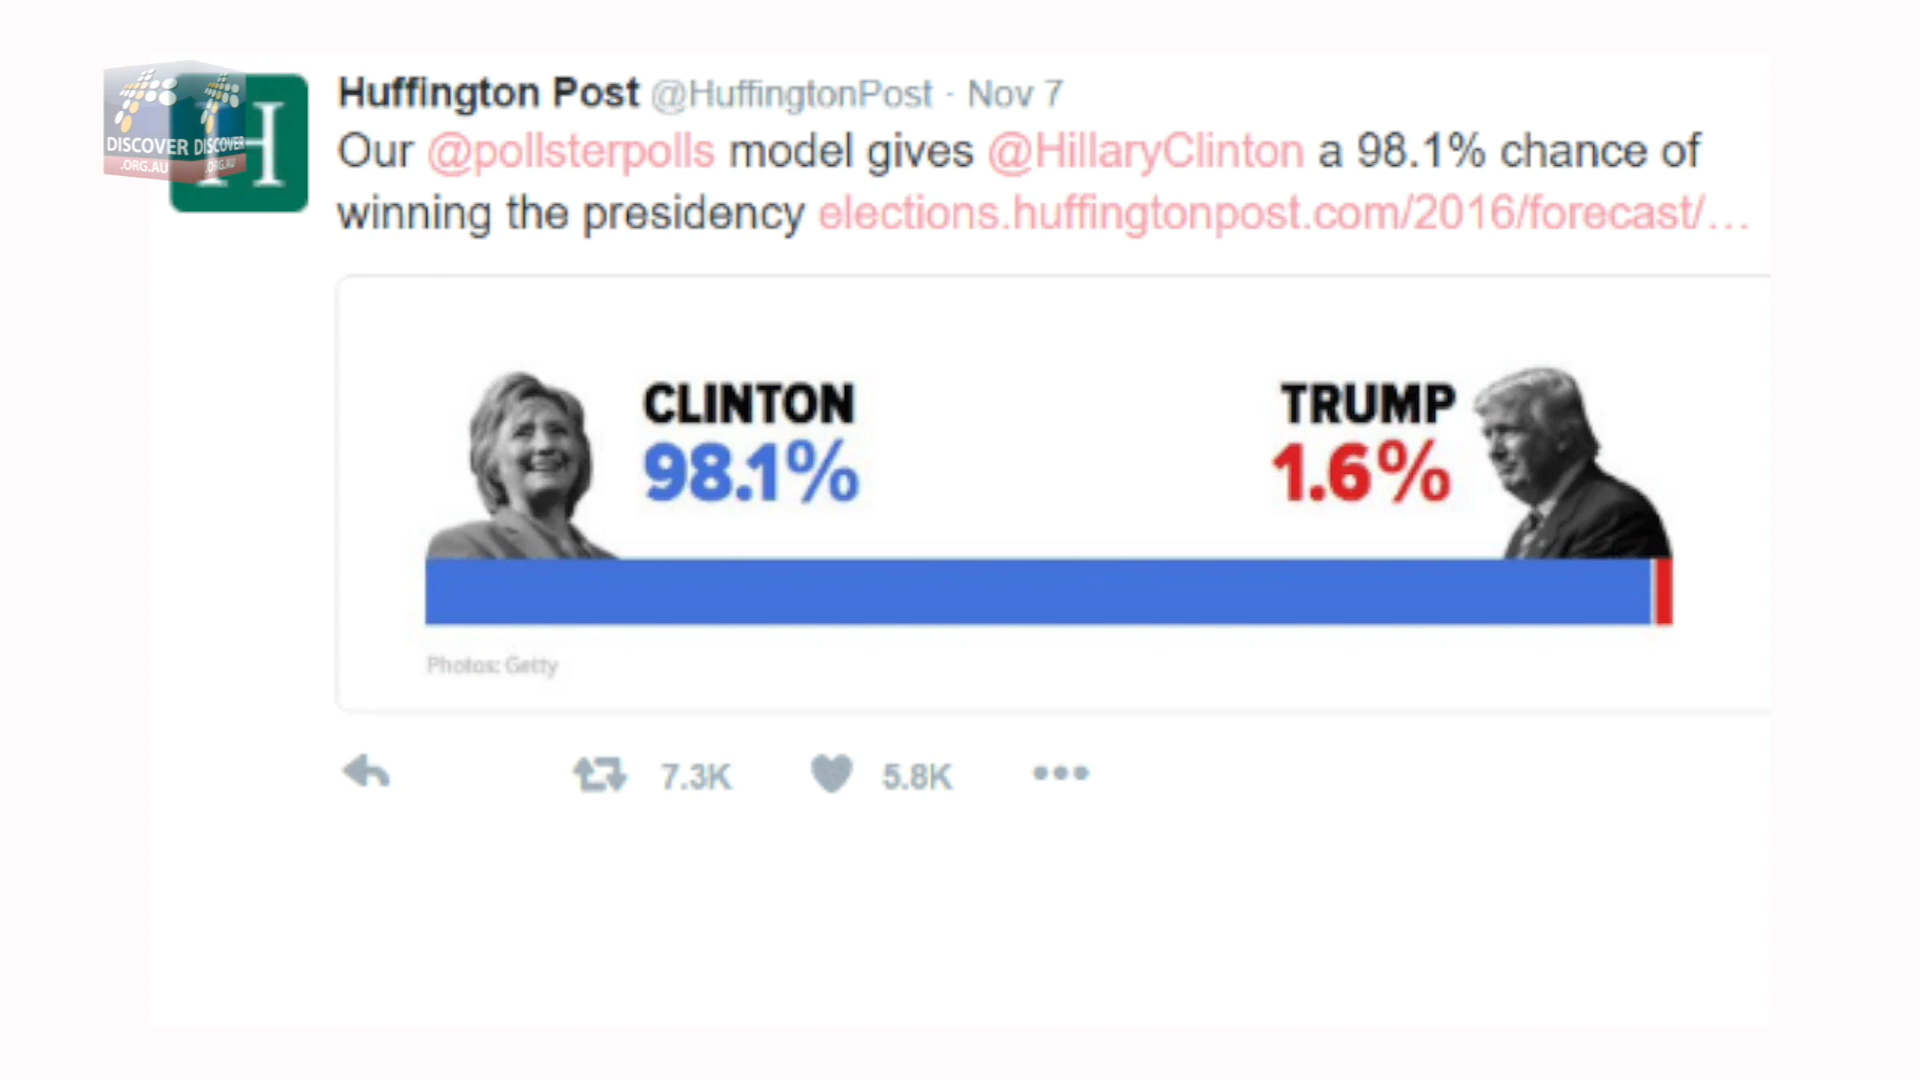 Huffington Post @HuffingtonPost · Nov 7
Our @pollsterpolls model gives @HillaryClinton a 98.1% chance of
winning the presidency elections.huffingtonpost.com/2016/forecast/…
DISCOVER DISCOVER
.ORG.AU .ORG.AU
H
CLINTON
98.1%
TRUMP
1.6%
Photos: Getty
7.3K 5.8K